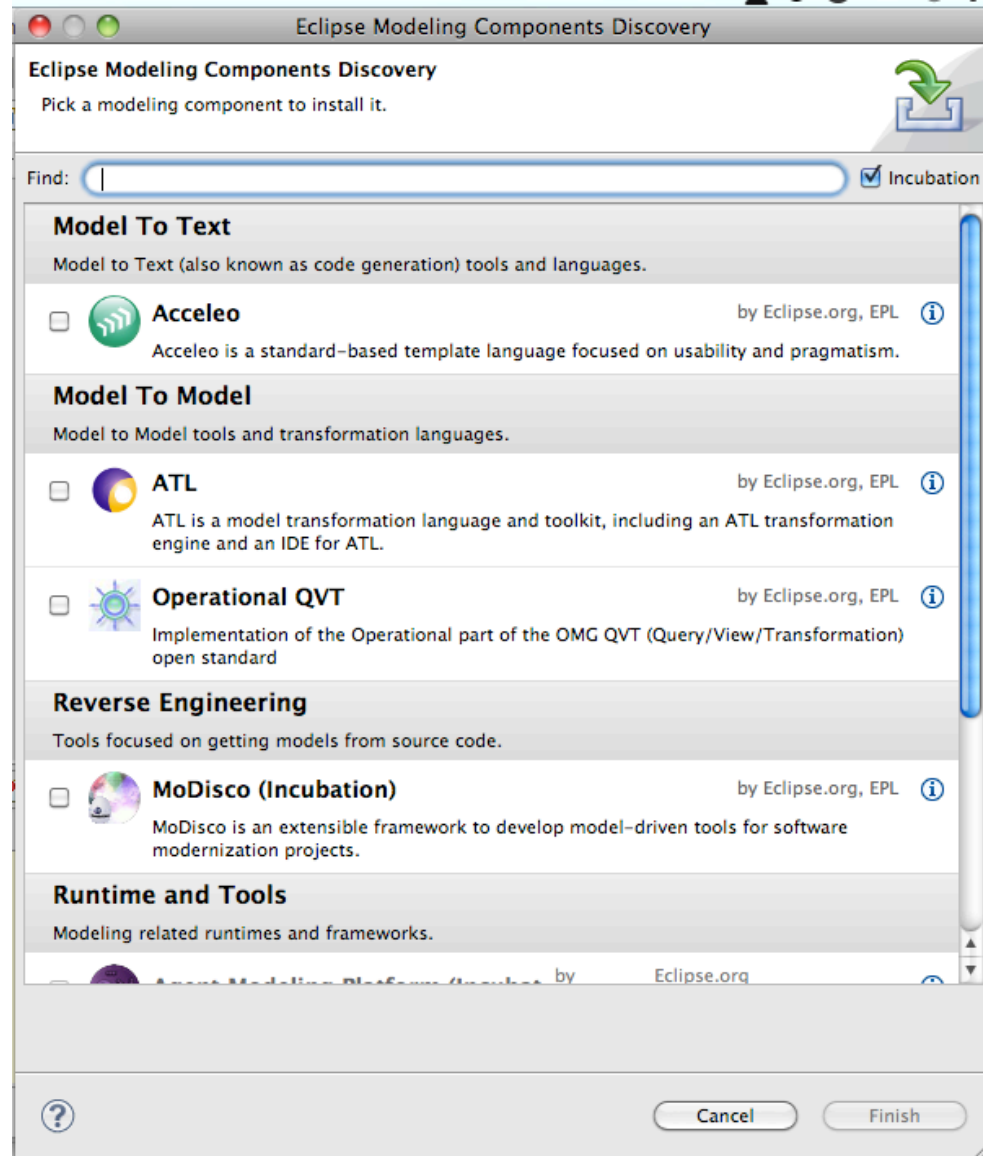 Eclipse Modeling Components Discovery
Eclipse Modeling Components Discovery
Pick a modeling component to install it.
Find:
Incubation
Model To Text
Model to Text (also known as code generation) tools and languages.
Acceleo
by Eclipse.org, EPL
Acceleo is a standard-based template language focused on usability and pragmatism.
Model To Model
Model to Model tools and transformation languages.
ATL
by Eclipse.org, EPL
ATL is a model transformation language and toolkit, including an ATL transformation
engine and an IDE for ATL.
Operational QVT
by Eclipse.org, EPL
Implementation of the Operational part of the OMG QVT (Query/View/Transformation)
open standard
Reverse Engineering
Tools focused on getting models from source code.
MoDisco (Incubation)
by Eclipse.org, EPL
MoDisco is an extensible framework to develop model-driven tools for software
modernization projects.
Runtime and Tools
Modeling related runtimes and frameworks.
Agent Modeling Platform (Incubat
by Eclipse.org
Cancel
Finish